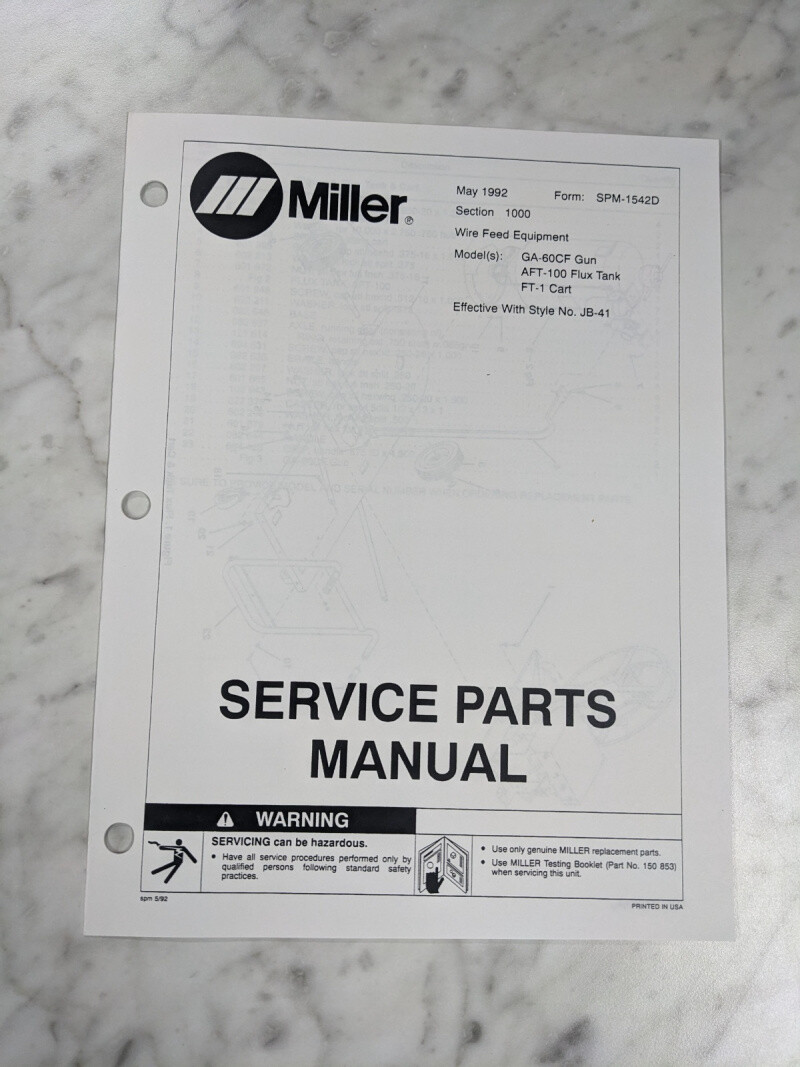 Miller®
May 1992 Form: SPM-1542D
Section 1000
Wire Feed Equipment
Model(s): GA-60CF Gun
AFT-100 Flux Tank
FT-1 Cart
Effective With Style No. JB-41
SERVICE PARTS
MANUAL
WARNING
SERVICING can be hazardous.
• Have all service procedures performed only by
qualified persons following standard safety
practices.
• Use only genuine MILLER replacement parts.
• Use MILLER Testing Booklet (Part No. 150 853)
when servicing this unit.
spm 5/92
PRINTED IN USA